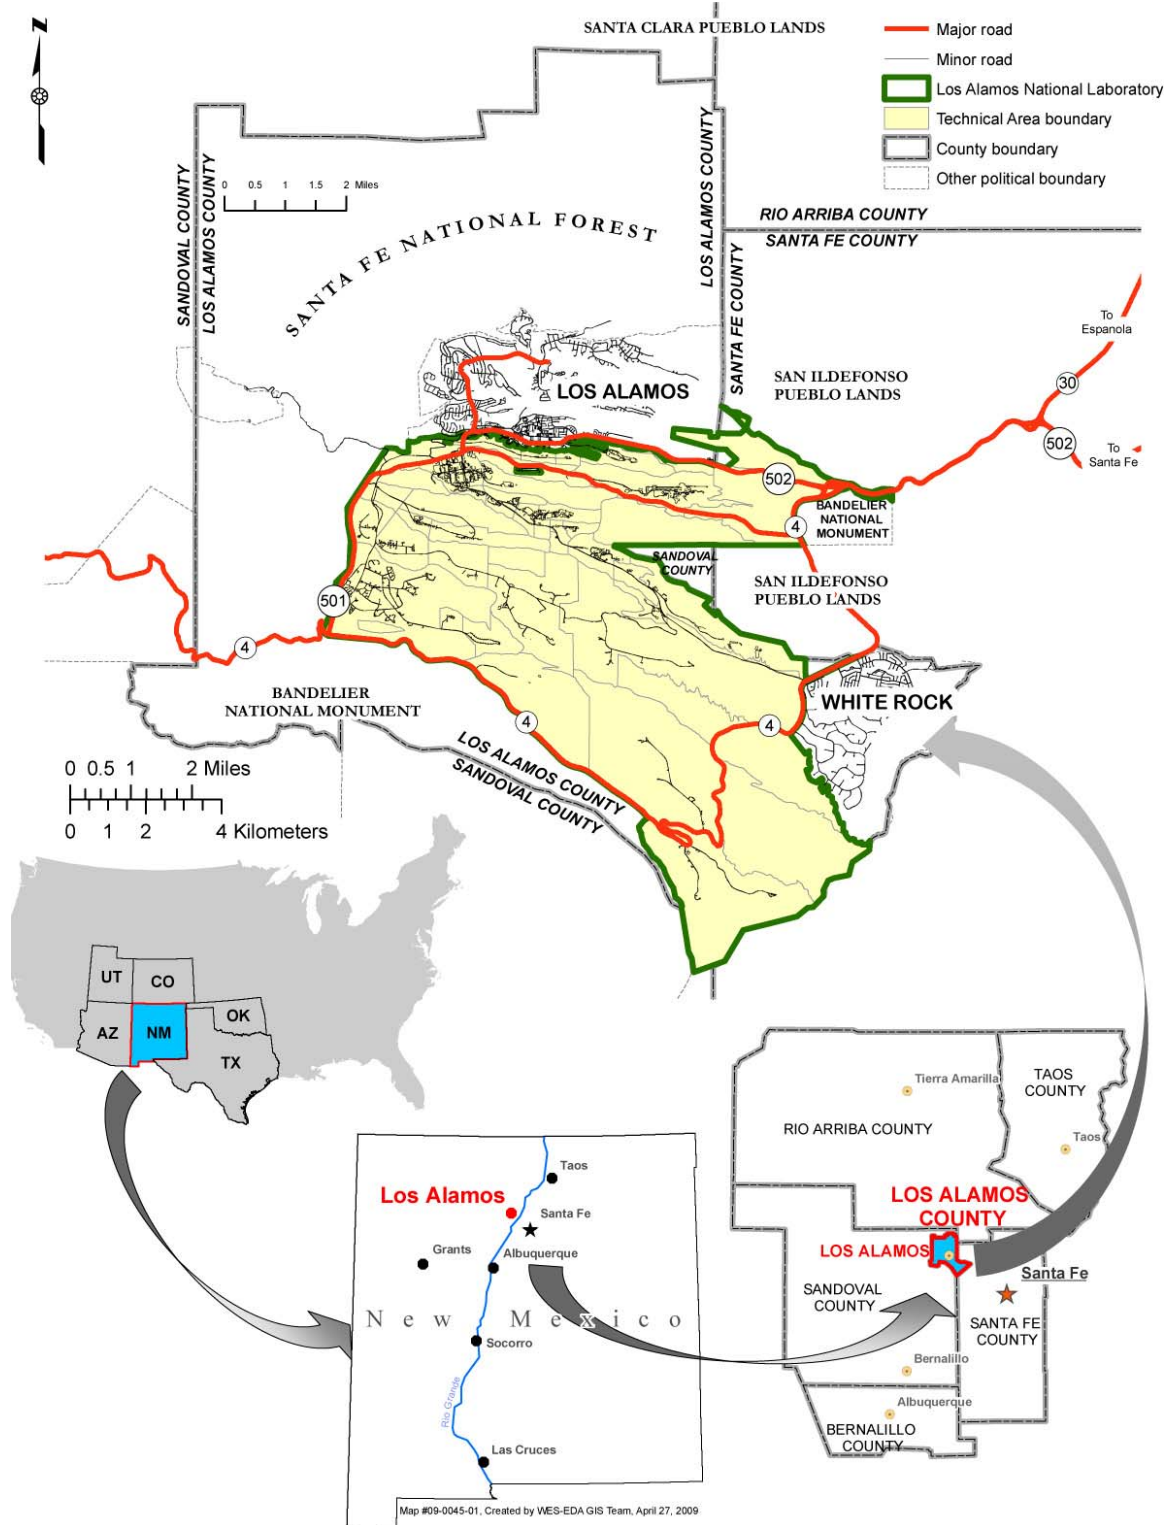 N
SANTA CLARA PUEBLO LANDS
Major road
Minor road
Los Alamos National Laboratory
Technical Area boundary
County boundary
Other political boundary
0 0.5 1 1.5 2 Miles
SANDOVAL COUNTY
LOS ALAMOS COUNTY
LOS ALAMOS COUNTY
SANTA FE COUNTY
RIO ARRIBA COUNTY
SANTA FE COUNTY
SANTA FE NATIONAL FOREST
To
Espanola
LOS ALAMOS
SAN ILDEFONSO
PUEBLO LANDS
30
502
To
Santa Fe
502
4
BANDELIER
NATIONAL
MONUMENT
SANDOVAL
COUNTY
SAN ILDEFONSO
PUEBLO LANDS
501
4
BANDELIER
NATIONAL MONUMENT
4
4
WHITE ROCK
LOS ALAMOS COUNTY
SANDOVAL COUNTY
0 0.5 1 2 Miles
0 1 2 4 Kilometers
UT
CO
AZ
NM
OK
TX
Taos
Los Alamos
Santa Fe
Grants
Albuquerque
New Mexico
Socorro
Rio Grande
Las Cruces
Map #09-0045-01, Created by WES-EDA GIS Team, April 27, 2009
Tierra Amarilla
TAOS
COUNTY
RIO ARRIBA COUNTY
Taos
LOS ALAMOS
COUNTY
LOS ALAMOS
Santa Fe
SANDOVAL
COUNTY
SANTA FE
COUNTY
Bernalillo
Albuquerque
BERNALILLO
COUNTY